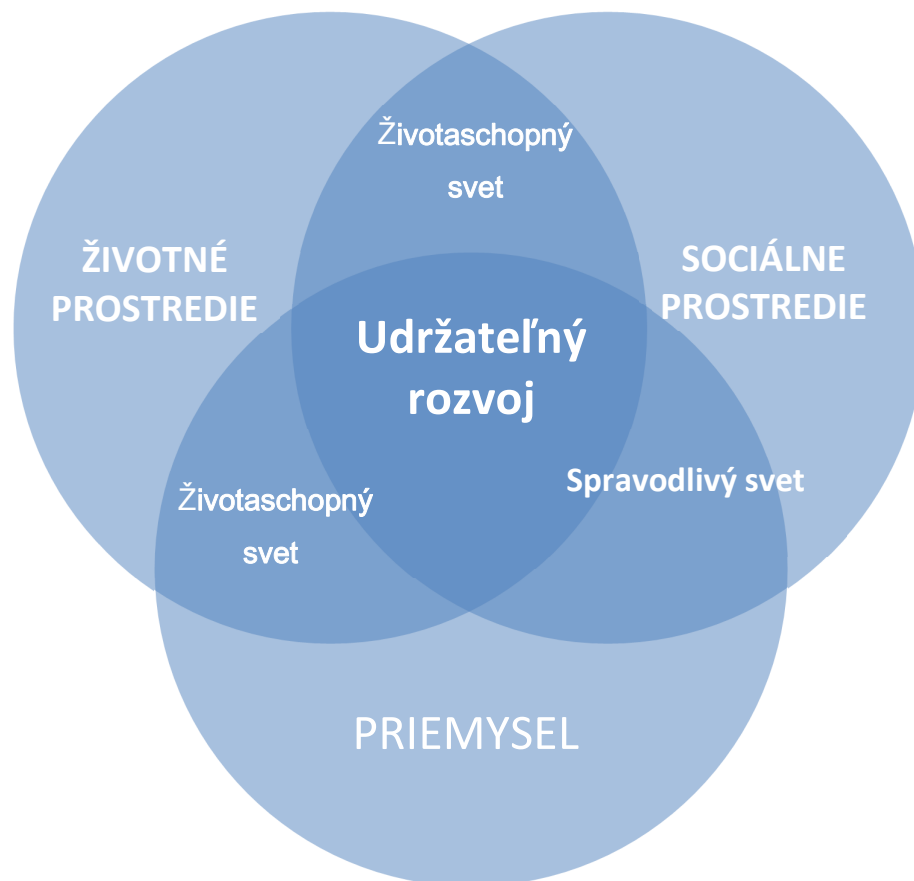 Životaschopný
svet
ŽIVOTNÉ
PROSTREDIE
SOCIÁLNE
PROSTREDIE
Udržateľný
rozvoj
Spravodlivý svet
Životaschopný
svet
PRIEMYSEL